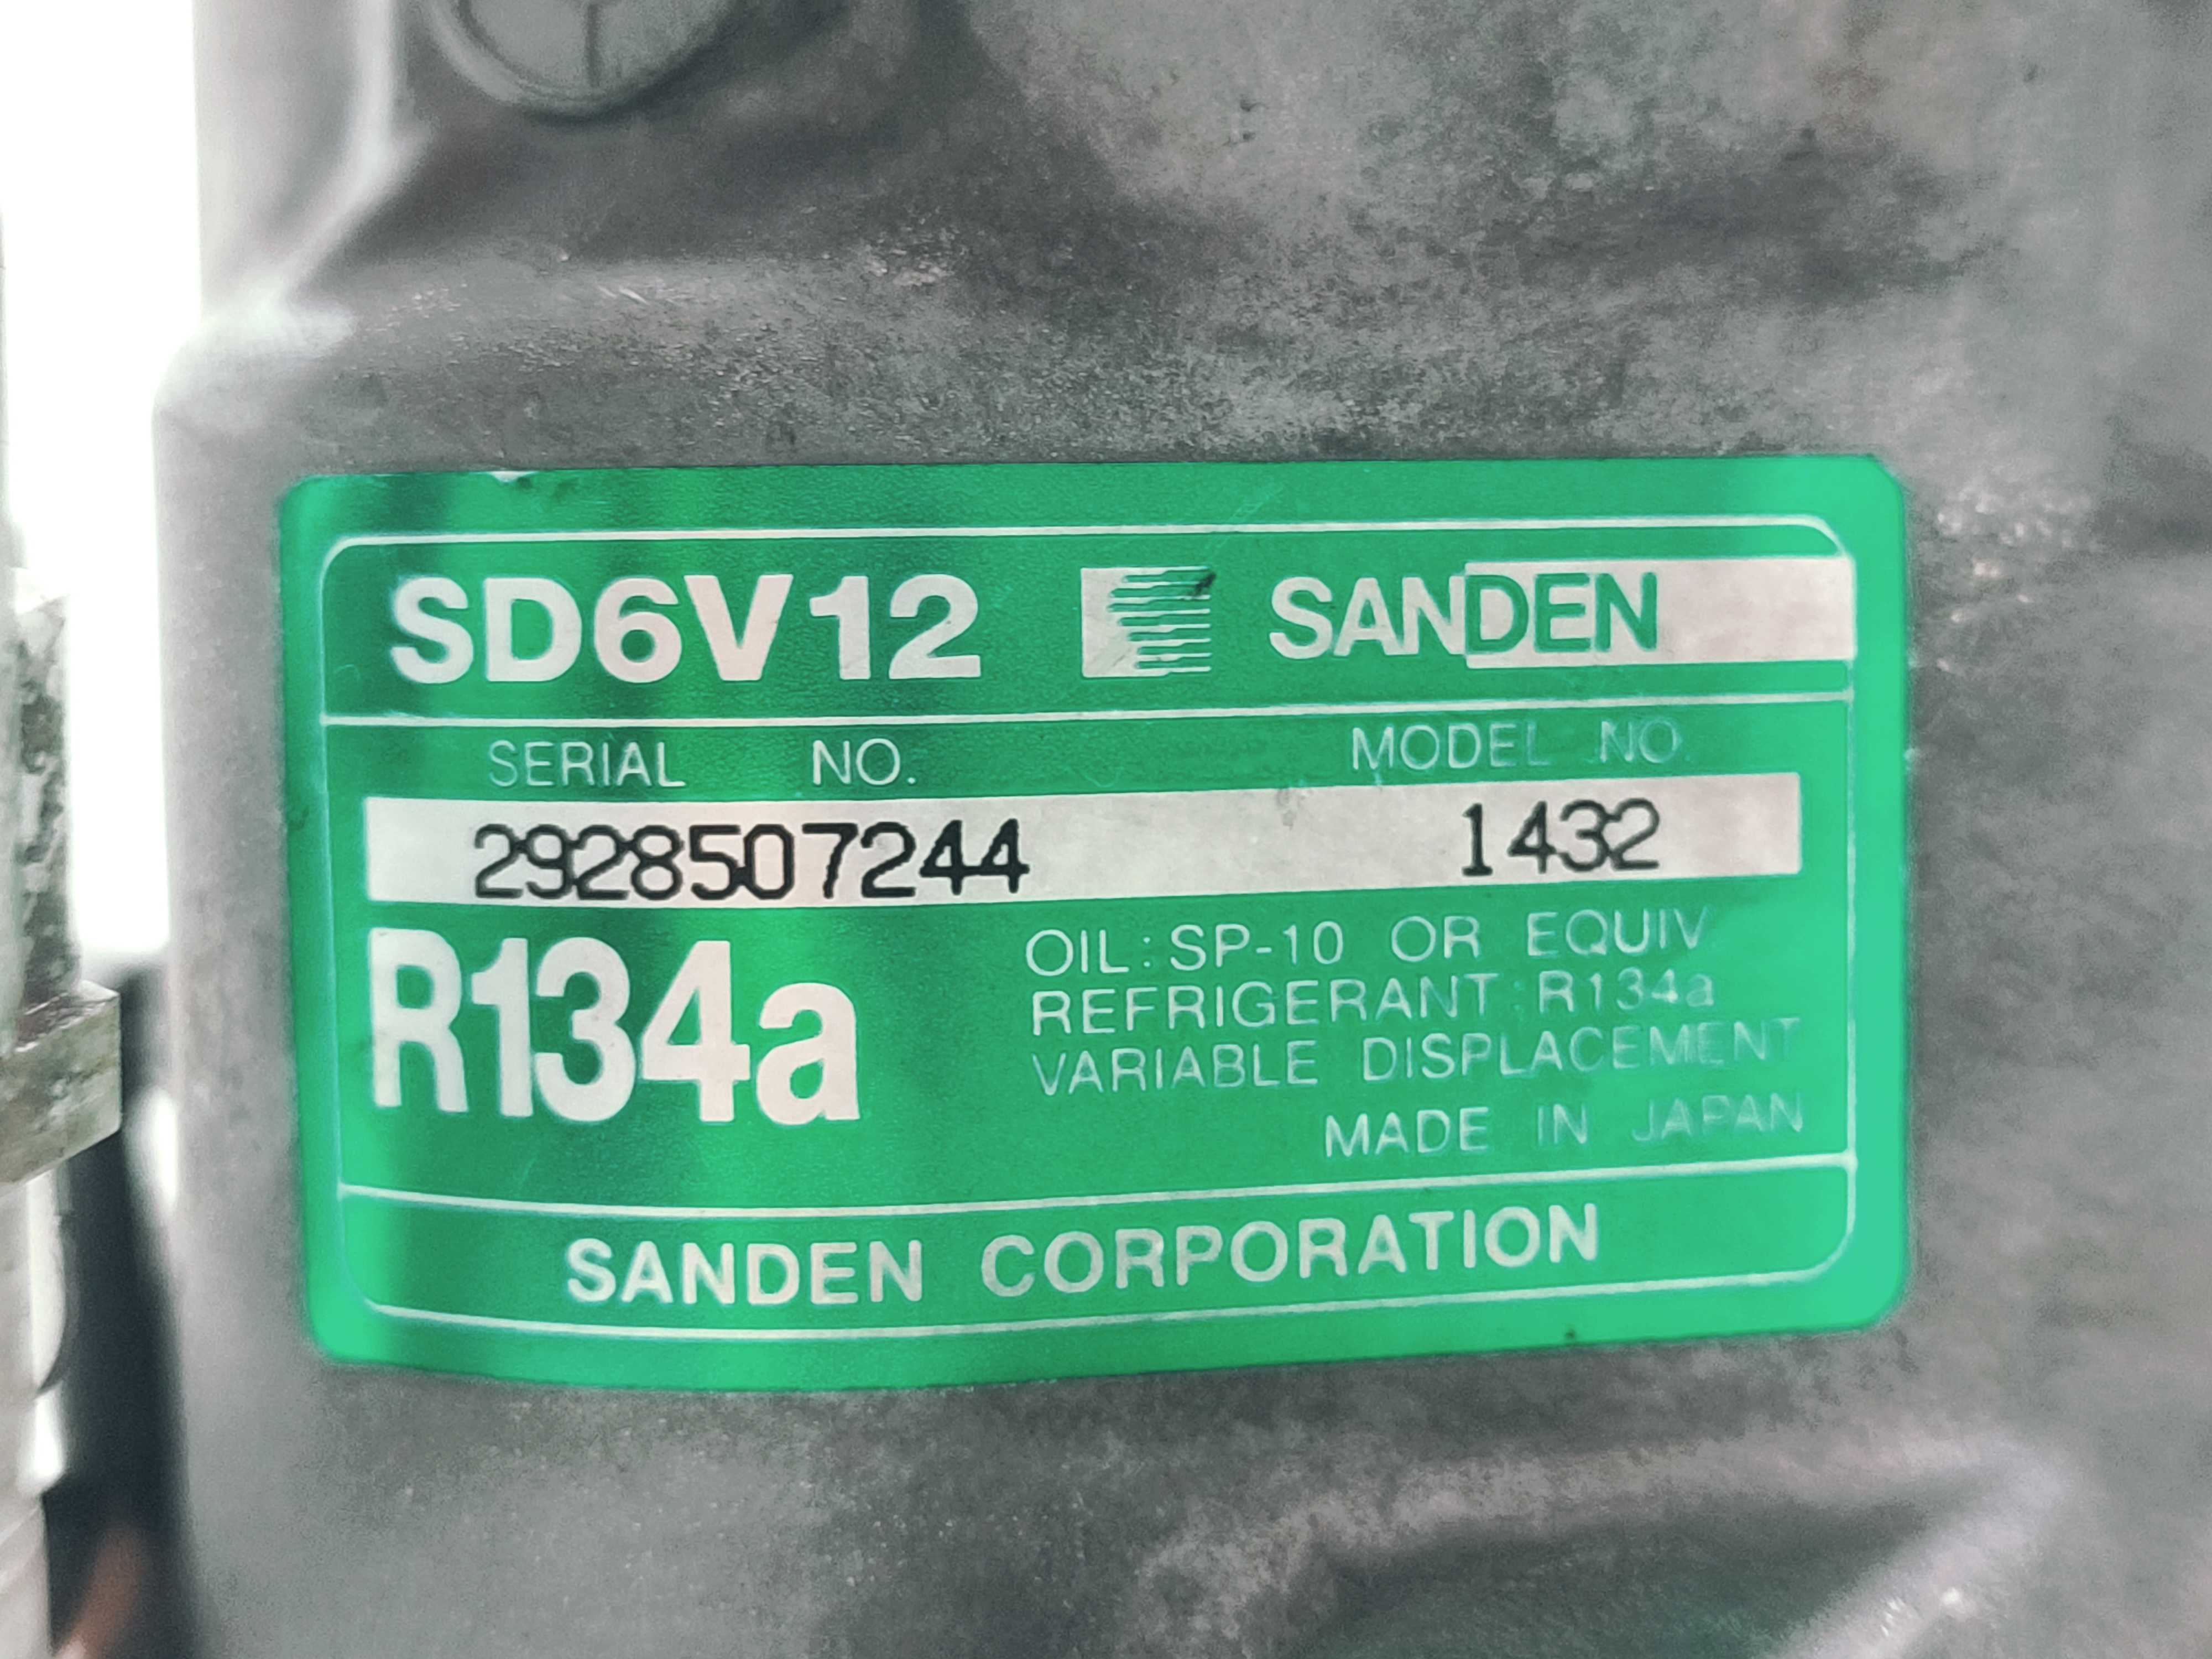 SD6V12 SANDEN
SERIAL NO. MODEL NO.
2928507244 1432
R134a
OIL: SP-10 OR EQUIV
REFRIGERANT: R134a
VARIABLE DISPLACEMENT
MADE IN JAPAN
SANDEN CORPORATION